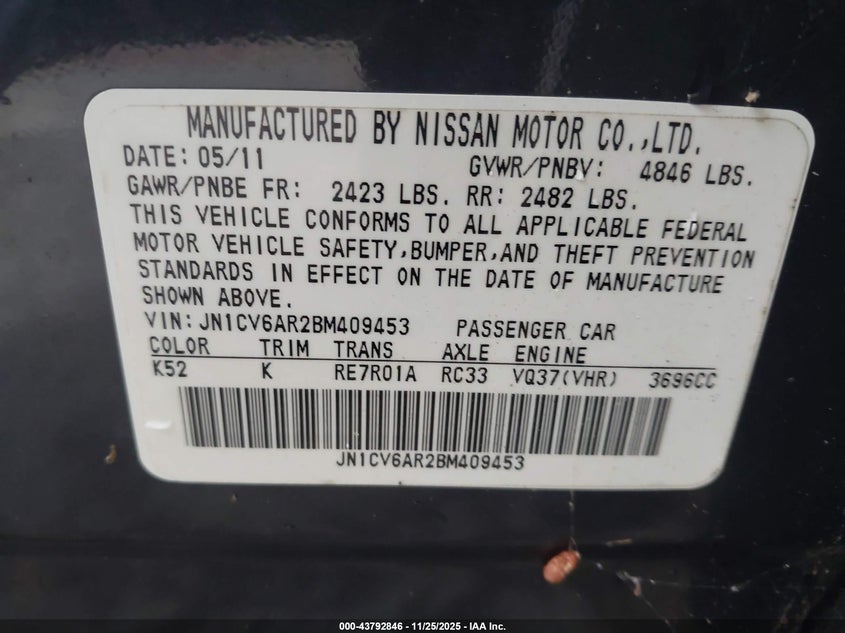 MANUFACTURED BY NISSAN MOTOR CO.,LTD.
DATE: 05/11 GVWR/PNBV: 4846 LBS.
GAWR/PNBE FR: 2423 LBS. RR: 2482 LBS.
THIS VEHICLE CONFORMS TO ALL APPLICABLE FEDERAL
MOTOR VEHICLE SAFETY,BUMPER,AND THEFT PREVENTION
STANDARDS IN EFFECT ON THE DATE OF MANUFACTURE
SHOWN ABOVE.
VIN: JN1CV6AR2BM409453 PASSENGER CAR
COLOR TRIM TRANS AXLE ENGINE
K52 K RE7R01A RC33 VQ37(VHR) 3696CC
JN1CV6AR2BM409453
000-43792846 - 11/25/2025 - IAA Inc.